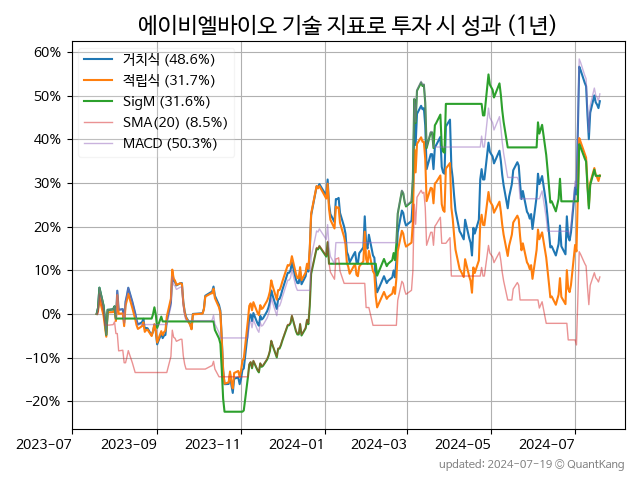 에이비엘바이오 기술 지표로 투자 시 성과 (1년)
60%
50%
40%
30%
20%
10%
0%
−10%
−20%
거치식 (48.6%)
적립식 (31.7%)
SigM (31.6%)
SMA(20) (8.5%)
MACD (50.3%)
2023-07
2023-09
2023-11
2024-01
2024-03
2024-05
2024-07
updated: 2024-07-19 @ QuantKang